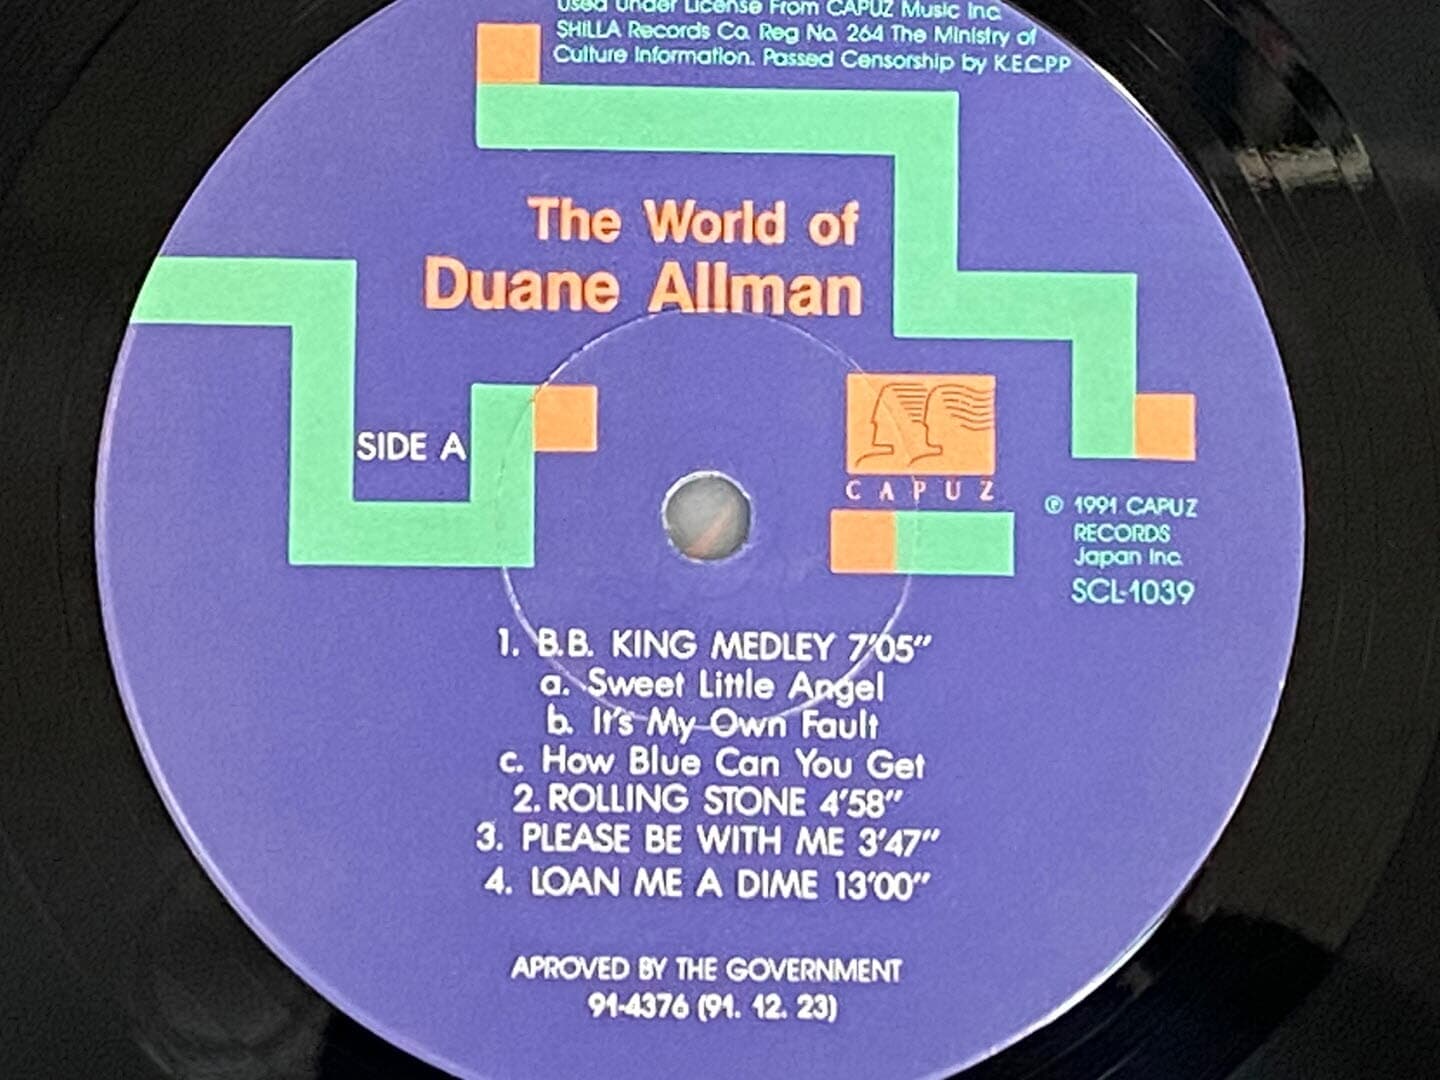 Used Under License From CAPUZ Music Inc.
SHILLA Records Co. Reg No. 264 The Ministry of
Culture Information. Passed Censorship by K.E.C.P.P
The World of
Duane Allman
SIDE A
CAPUZ
℗ 1991 CAPUZ
RECORDS
Japan Inc.
SCL-1039
1. B.B. KING MEDLEY 7'05"
a. Sweet Little Angel
b. It's My Own Fault
c. How Blue Can You Get
2. ROLLING STONE 4'58"
3. PLEASE BE WITH ME 3'47"
4. LOAN ME A DIME 13'00"
APROVED BY THE GOVERNMENT
91-4376 (91. 12. 23)